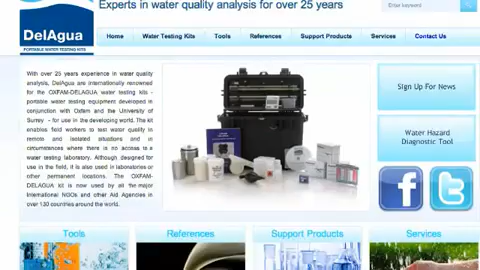 Experts in water quality analysis for over 25 years
Enter keyword
DelAgua
PORTABLE WATER TESTING KITS
Home Water Testing Kits Tools References Support Products Services Contact Us
With over 25 years experience in water quality
analysis, DelAgua are internationally renowned
for the OXFAM-DELAGUA water testing kits -
portable water testing equipment developed in
conjunction with Oxfam and the University of
Surrey - for use in the developing world. The kit
enables field workers to test water quality in
remote and isolated situations and in
circumstances where there is no access to a
water testing laboratory. Although designed for
use in the field, it is also used in laboratories or
other permanent locations. The OXFAM-
DELAGUA kit is now used by all the major
International NGOs and other Aid Agencies in
over 130 countries around the world.
Sign Up For News
Water Hazard
Diagnostic Tool
f t
Tools References Support Products Services